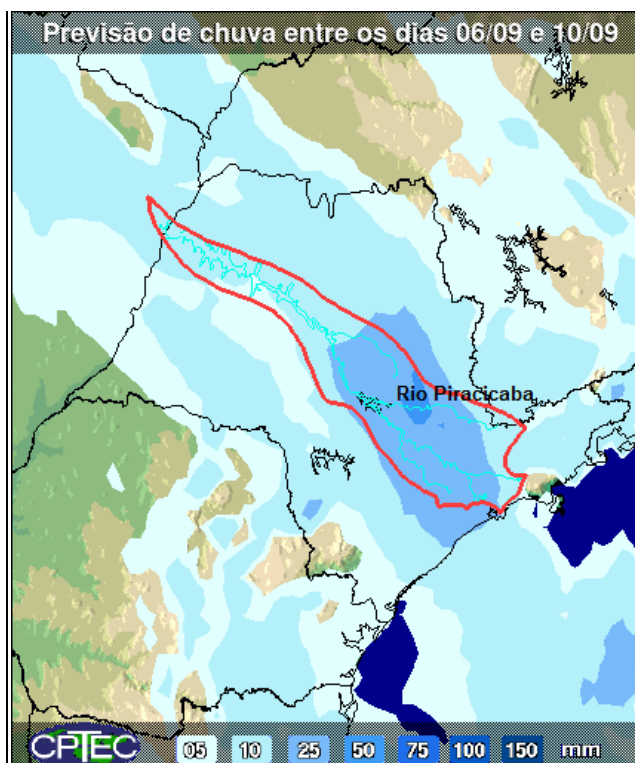 Previsão de chuva entre os dias 06/09 e 10/09
Rio Piracicaba
CPTEC 05 10 25 50 75 100 150 mm